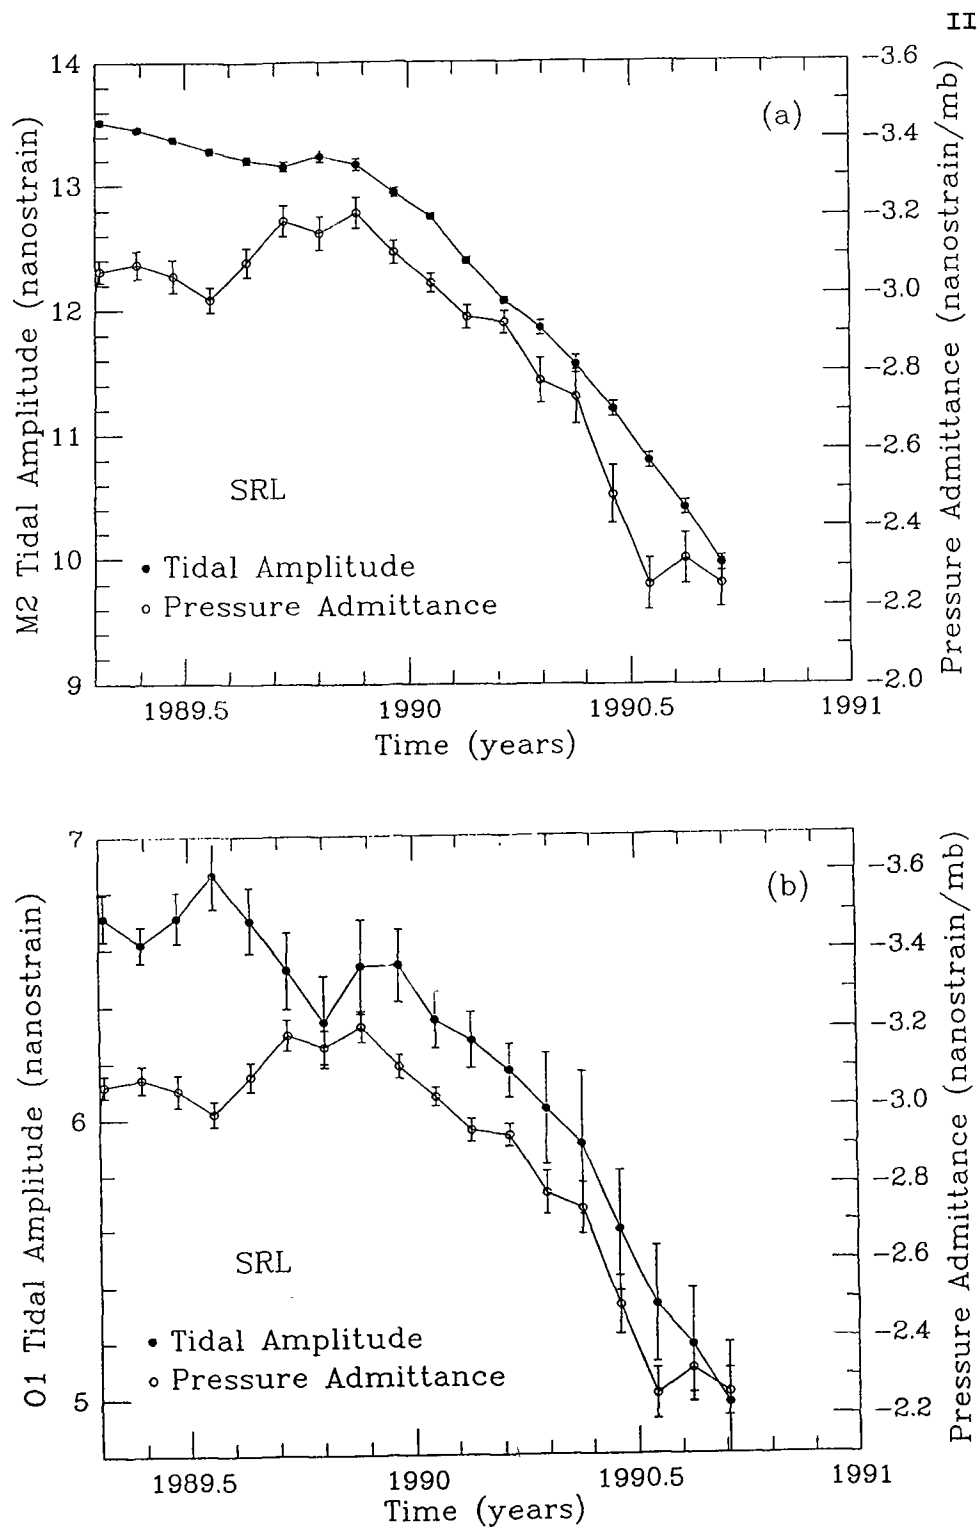 II
14
13
12
11
10
9
M2 Tidal Amplitude (nanostrain)
(a)
SRL
Tidal Amplitude
Pressure Admittance
-3.6
-3.4
-3.2
-3.0
-2.8
-2.6
-2.4
-2.2
-2.0
Pressure Admittance (nanostrain/mb)
1989.5
1990
1990.5
1991
Time (years)
7
6
5
O1 Tidal Amplitude (nanostrain)
(b)
SRL
Tidal Amplitude
Pressure Admittance
-3.6
-3.4
-3.2
-3.0
-2.8
-2.6
-2.4
-2.2
Pressure Admittance (nanostrain/mb)
1989.5
1990
1990.5
1991
Time (years)